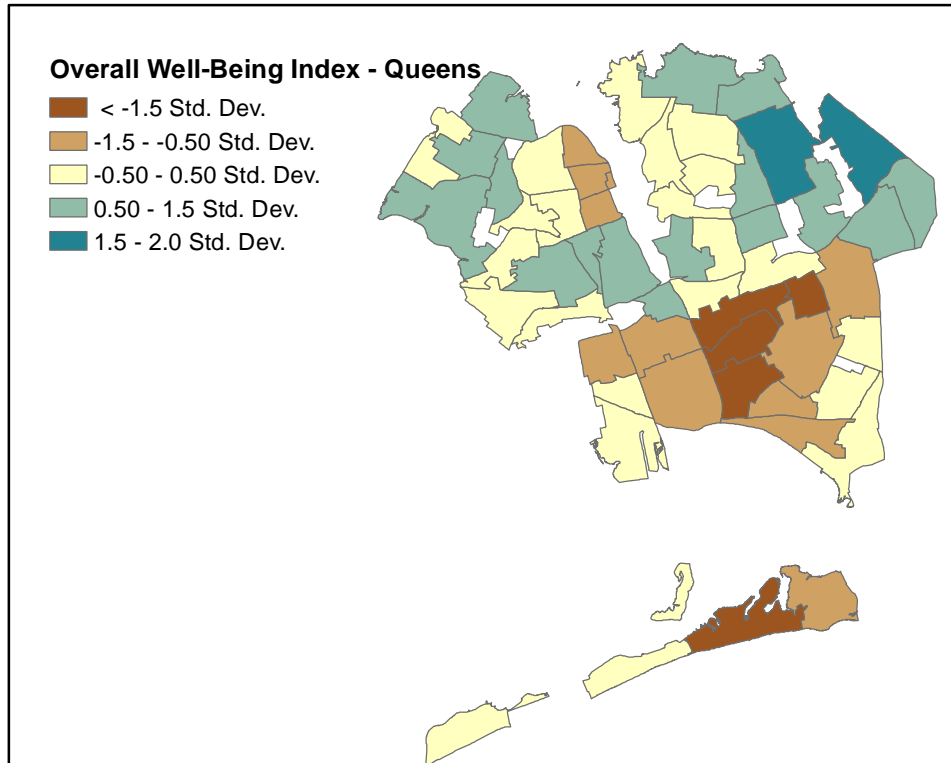 Overall Well-Being Index - Queens
< -1.5 Std. Dev.
-1.5 - -0.50 Std. Dev.
-0.50 - 0.50 Std. Dev.
0.50 - 1.5 Std. Dev.
1.5 - 2.0 Std. Dev.